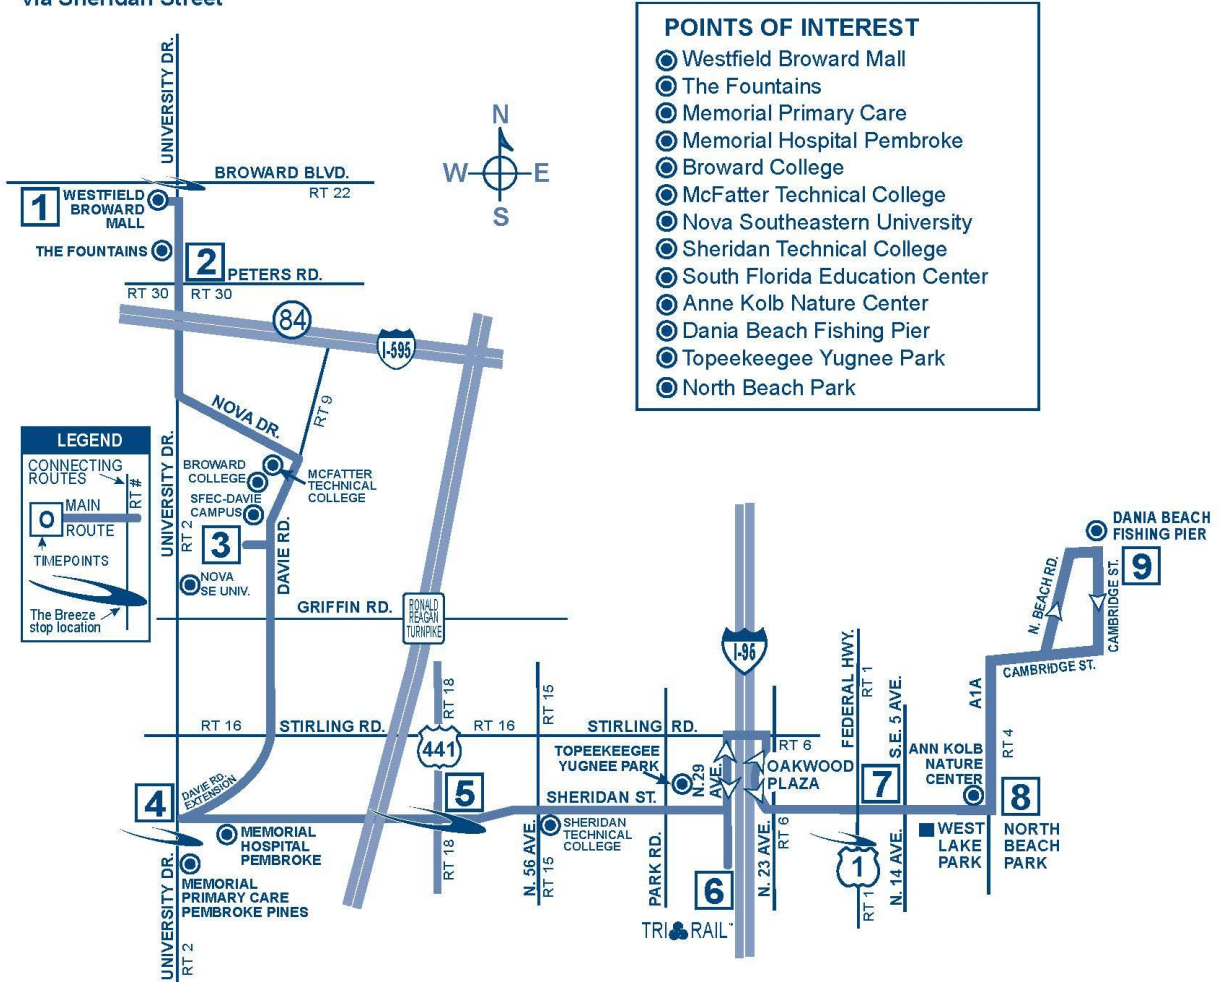 via Sheridan Street
POINTS OF INTEREST
Westfield Broward Mall
The Fountains
Memorial Primary Care
Memorial Hospital Pembroke
Broward College
McFatter Technical College
Nova Southeastern University
Sheridan Technical College
South Florida Education Center
Anne Kolb Nature Center
Dania Beach Fishing Pier
Topeekeegee Yugnee Park
North Beach Park
N
W
E
S
UNIVERSITY DR.
BROWARD BLVD.
RT 22
1
WESTFIELD
BROWARD
MALL
THE FOUNTAINS
2
PETERS RD.
RT 30
RT 30
84
I-595
NOVA DR.
RT 9
LEGEND
CONNECTING
ROUTES
RT #
O
MAIN
ROUTE
TIMEPOINTS
The Breeze
stop location
UNIVERSITY DR.
RT 2
BROWARD
COLLEGE
MCFATTER
TECHNICAL
COLLEGE
SFEC-DAVIE
CAMPUS
3
DAVIE RD.
NOVA
SE UNIV.
GRIFFIN RD.
RONALD
REAGAN
TURNPIKE
I-95
DANIA BEACH
FISHING PIER
9
N. BEACH RD.
CAMBRIDGE ST.
CAMBRIDGE ST.
A1A
RT 4
RT 16
STIRLING RD.
RT 18
441
RT 16
RT 15
STIRLING RD.
RT 6
FEDERAL HWY.
RT 1
S.E. 5 AVE.
TOPEEKEEGEE
YUGNEE PARK
N.29
AVE.
OAKWOOD
PLAZA
ANN KOLB
NATURE
CENTER
4
DAVIE RD.
EXTENSION
5
SHERIDAN ST.
7
8
MEMORIAL
HOSPITAL
PEMBROKE
MEMORIAL
PRIMARY CARE
PEMBROKE PINES
UNIVERSITY DR.
RT 2
RT 18
N. 56 AVE.
RT 15
SHERIDAN
TECHNICAL
COLLEGE
PARK RD.
6
TRI RAIL
N. 23 AVE.
RT 6
1
RT 1
N. 14 AVE.
WEST
LAKE
PARK
NORTH
BEACH
PARK